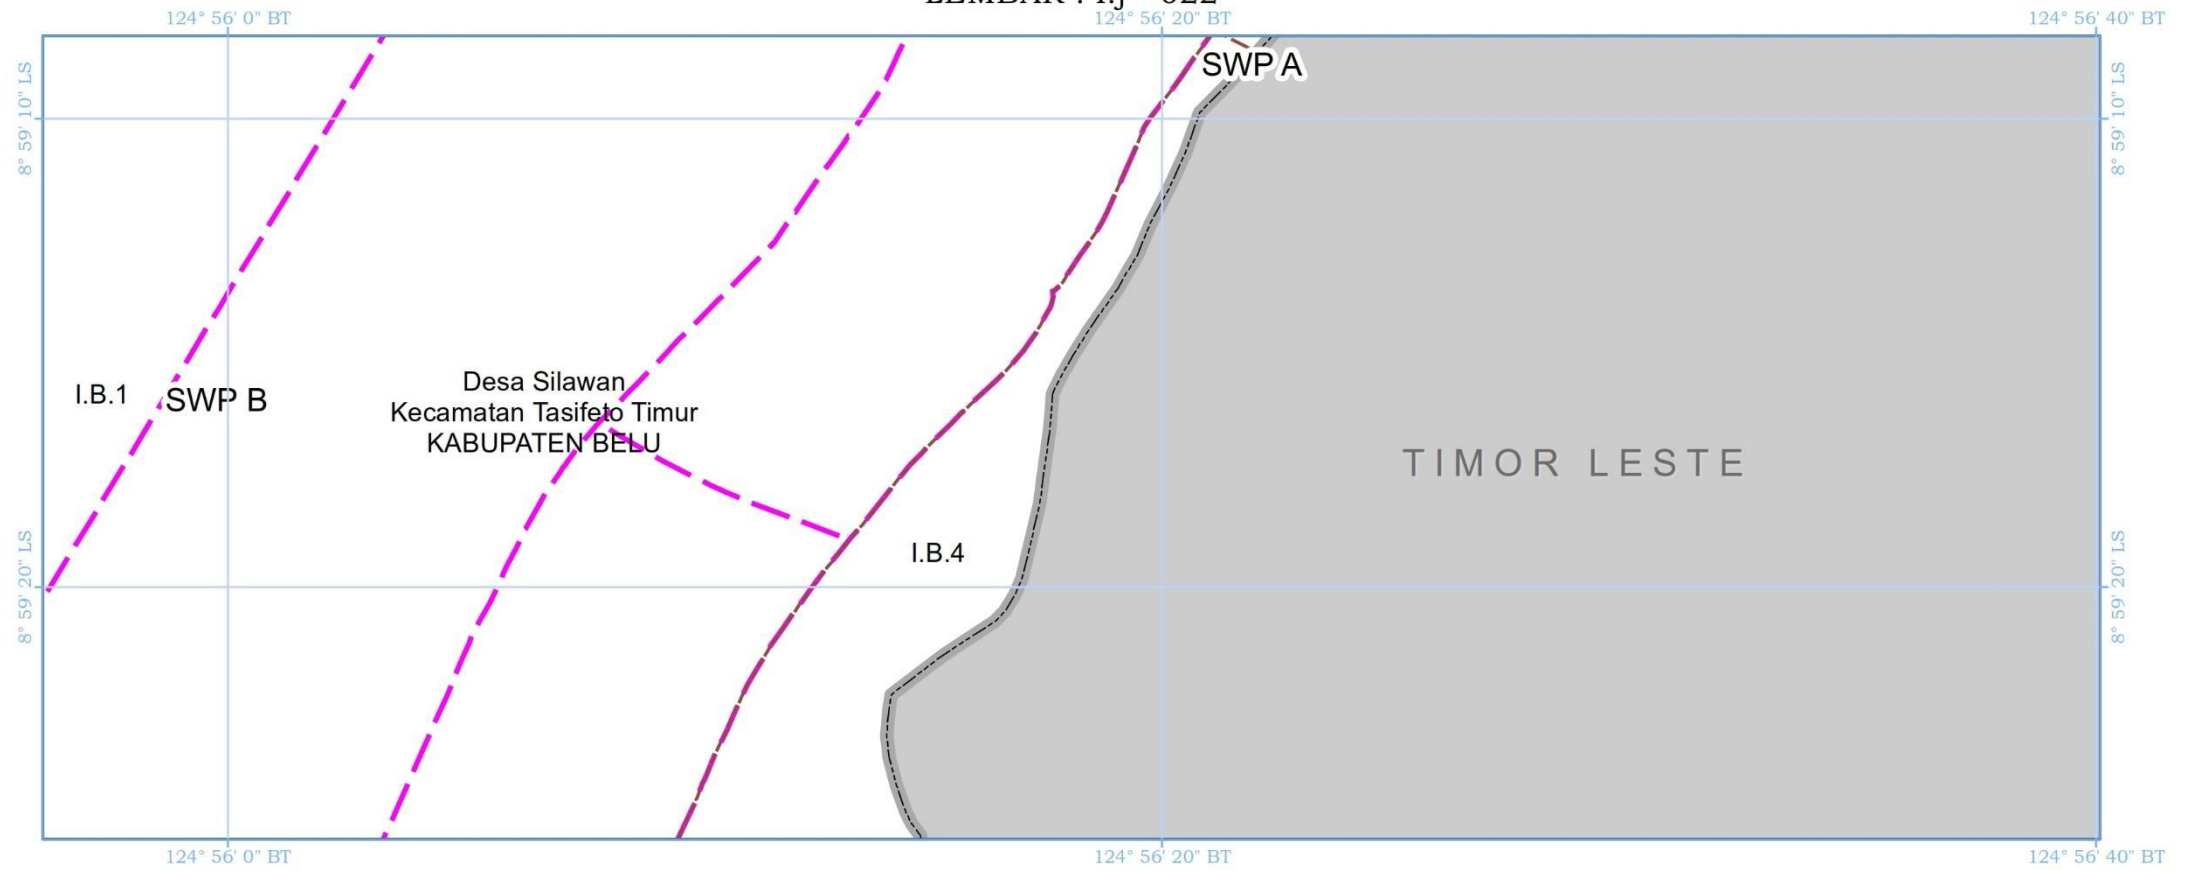 124° 56' 0" BT
124° 56' 20" BT
124° 56' 40" BT
8° 59' 10" LS
SWP A
8° 59' 10" LS
I.B.1
SWP B
Desa Silawan
Kecamatan Tasifeto Timur
KABUPATEN BELU
TIMOR LESTE
I.B.4
8° 59' 20" LS
8° 59' 20" LS
124° 56' 0" BT
124° 56' 20" BT
124° 56' 40" BT